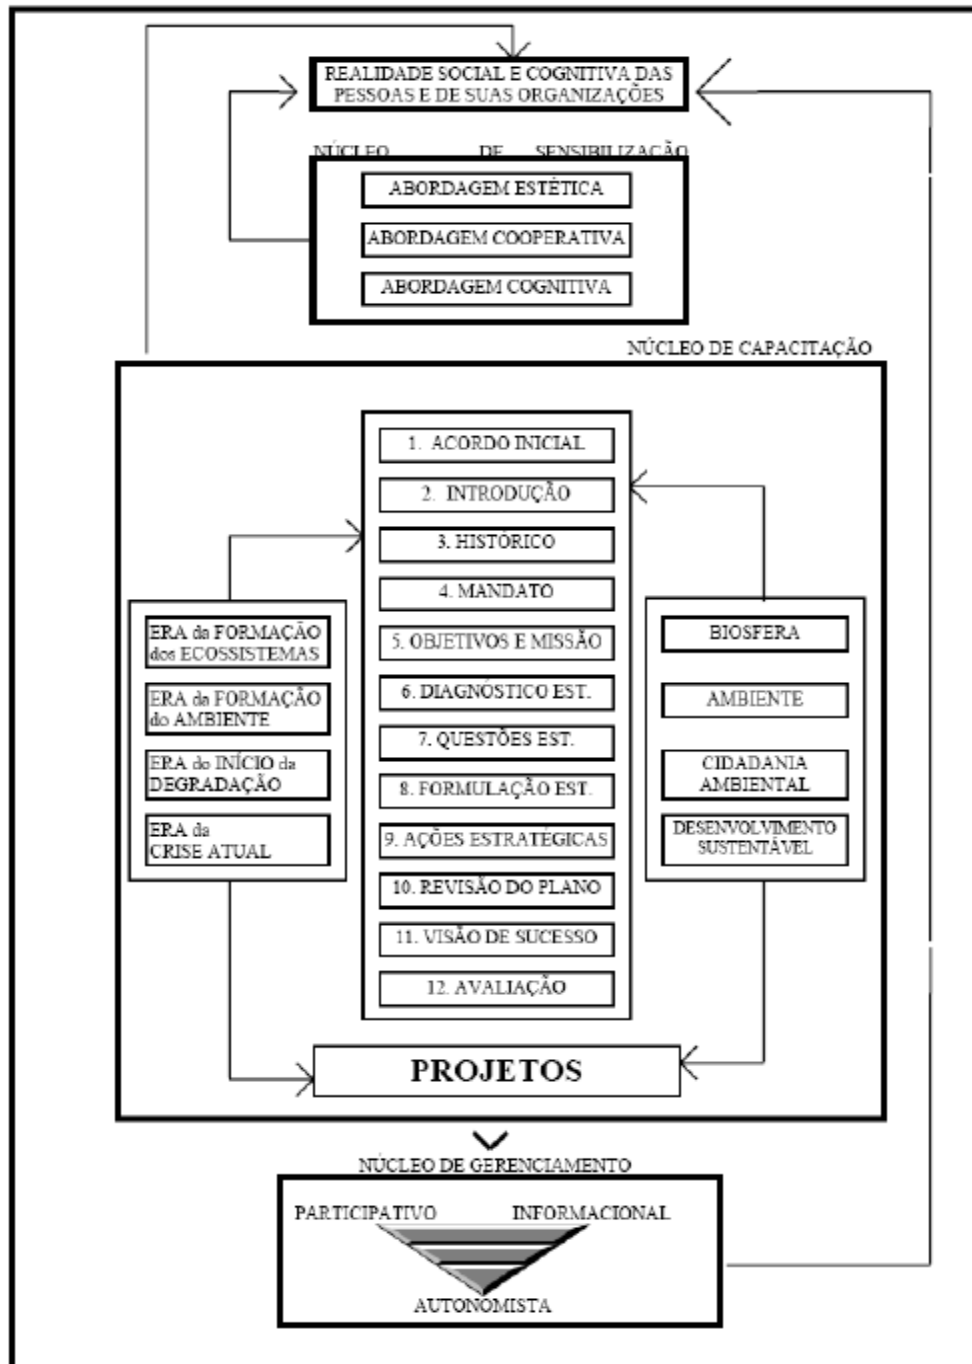 REALIDADE SOCIAL E COGNITIVA DAS
PESSOAS E DE SUAS ORGANIZAÇÕES
NÚCLEO DE SENSIBILIZAÇÃO
ABORDAGEM ESTÉTICA
ABORDAGEM COOPERATIVA
ABORDAGEM COGNITIVA
NÚCLEO DE CAPACITAÇÃO
1. ACORDO INICIAL
2. INTRODUÇÃO
3. HISTÓRICO
4. MANDATO
5. OBJETIVOS E MISSÃO
6. DIAGNÓSTICO EST.
7. QUESTÕES EST.
8. FORMULAÇÃO EST.
9. AÇÕES ESTRATÉGICAS
10. REVISÃO DO PLANO
11. VISÃO DE SUCESSO
12. AVALIAÇÃO
ERA da FORMAÇÃO
dos ECOSSISTEMAS
ERA da FORMAÇÃO
do AMBIENTE
ERA do INÍCIO da
DEGRADAÇÃO
ERA da
CRISE ATUAL
BIOSFERA
AMBIENTE
CIDADANIA
AMBIENTAL
DESENVOLVIMENTO
SUSTENTÁVEL
PROJETOS
NÚCLEO DE GERENCIAMENTO
PARTICIPATIVO INFORMACIONAL
AUTONOMISTA